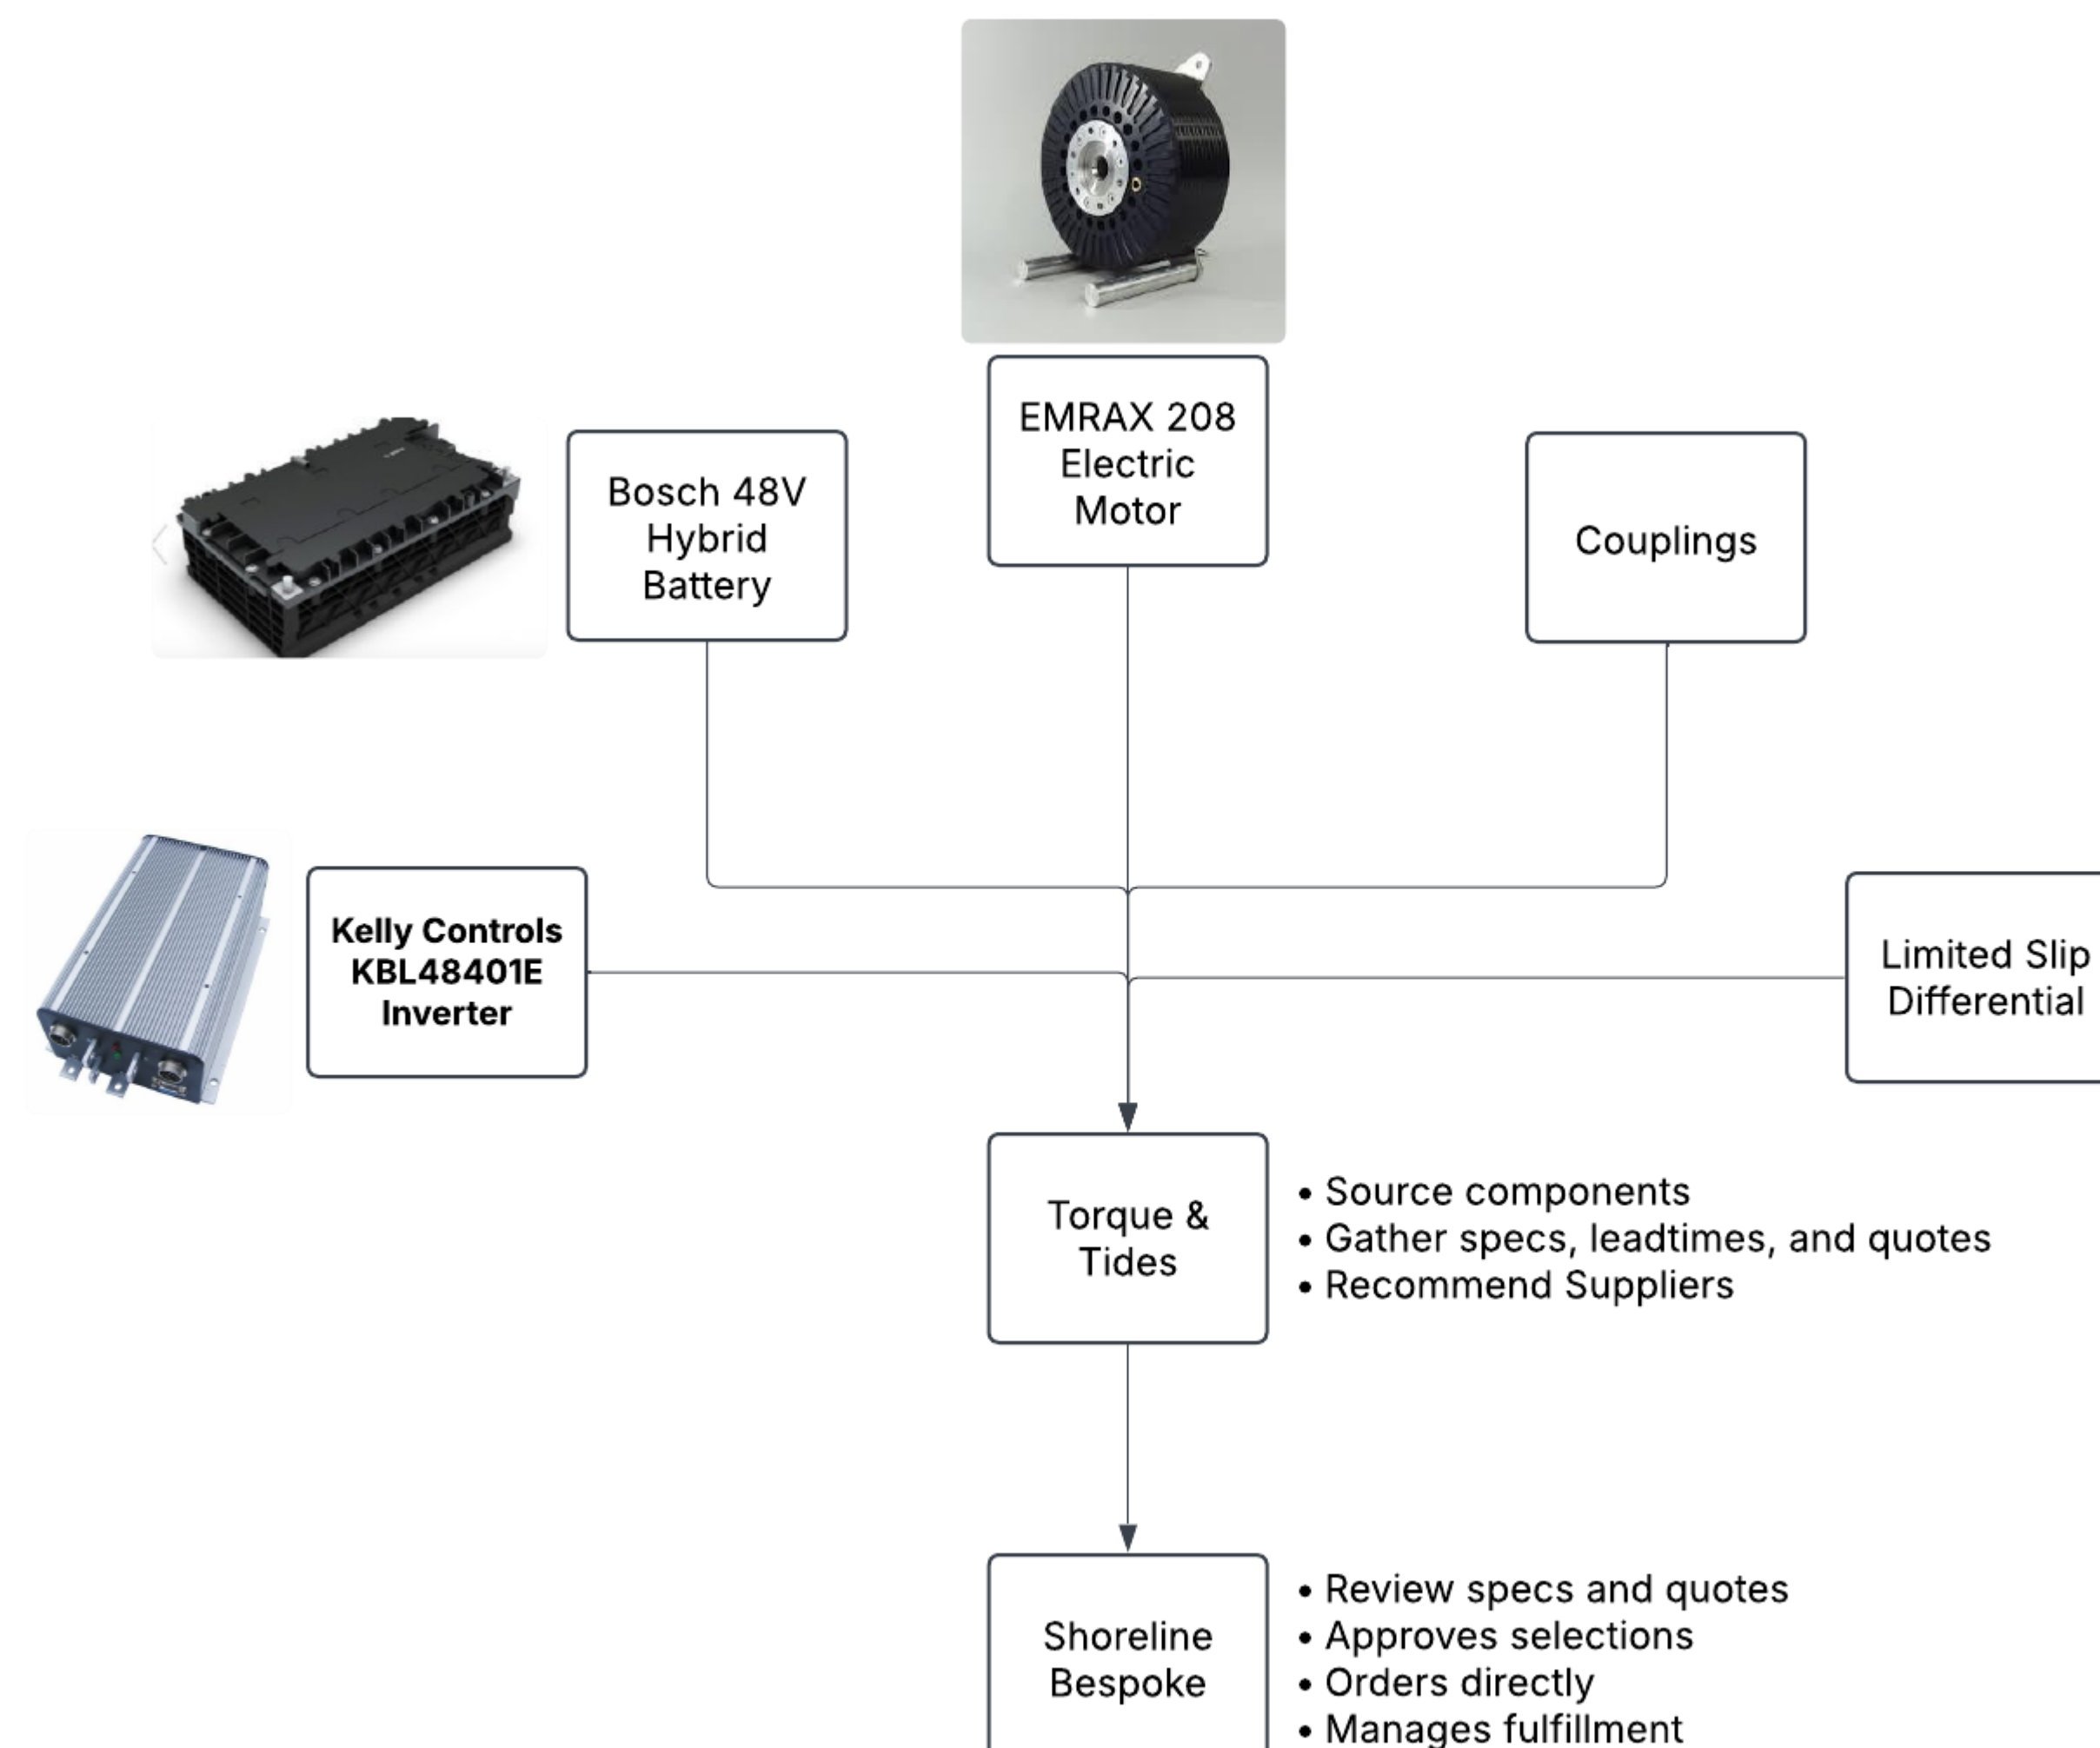 EMRAX 208
Electric
Motor
Bosch 48V
Hybrid
Battery
Couplings
Kelly Controls
KBL48401E
Inverter
Limited Slip
Differential
Torque &
Tides
• Source components
• Gather specs, leadtimes, and quotes
• Recommend Suppliers
Shoreline
Bespoke
• Review specs and quotes
• Approves selections
• Orders directly
• Manages fulfillment